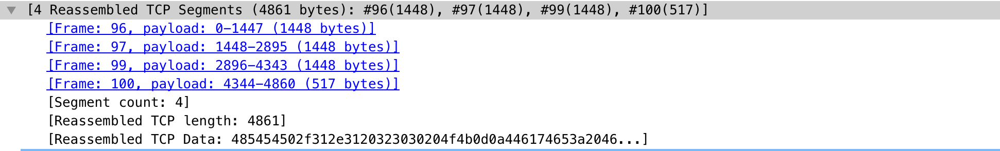 [4 Reassembled TCP Segments (4861 bytes): #96(1448), #97(1448), #99(1448), #100(517)]
[Frame: 96, payload: 0-1447 (1448 bytes)]
[Frame: 97, payload: 1448-2895 (1448 bytes)]
[Frame: 99, payload: 2896-4343 (1448 bytes)]
[Frame: 100, payload: 4344-4860 (517 bytes)]
[Segment count: 4]
[Reassembled TCP length: 4861]
[Reassembled TCP Data: 485454502f312e3120323030204f4b0d0a446174653a2046...]